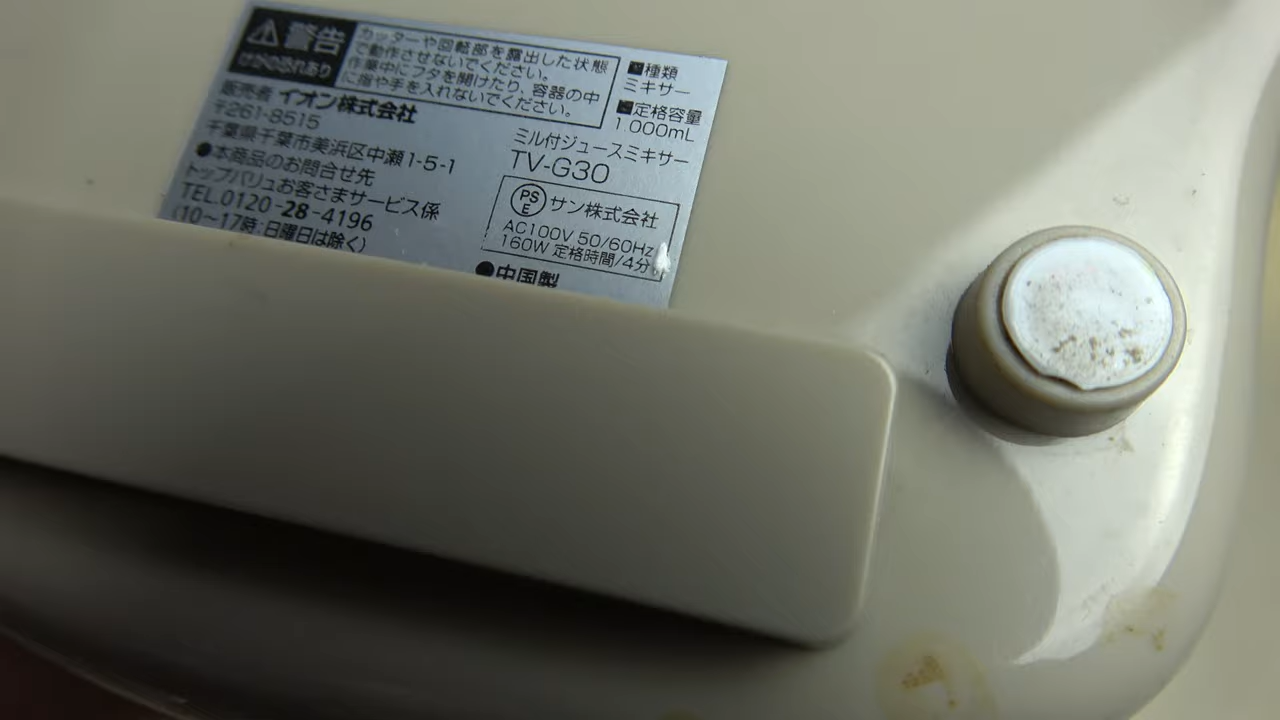 警告
けがの恐れあり
カッターや回転部を露出した状態
で動作させないでください。
作業中にフタを開けたり、容器の中
に指や手を入れないでください。
販売者 イオン株式会社
〒261-8515
千葉県千葉市美浜区中瀬1-5-1
●本商品のお問合せ先
トップバリュお客さまサービス係
TEL.0120-28-4196
(10〜17時:日曜日は除く)
■種類
ミキサー
■定格容量
1000mL
ミル付ジュースミキサー
TV-G30
PSE サン株式会社
AC100V 50/60Hz
160W 定格時間/4分
●中国製